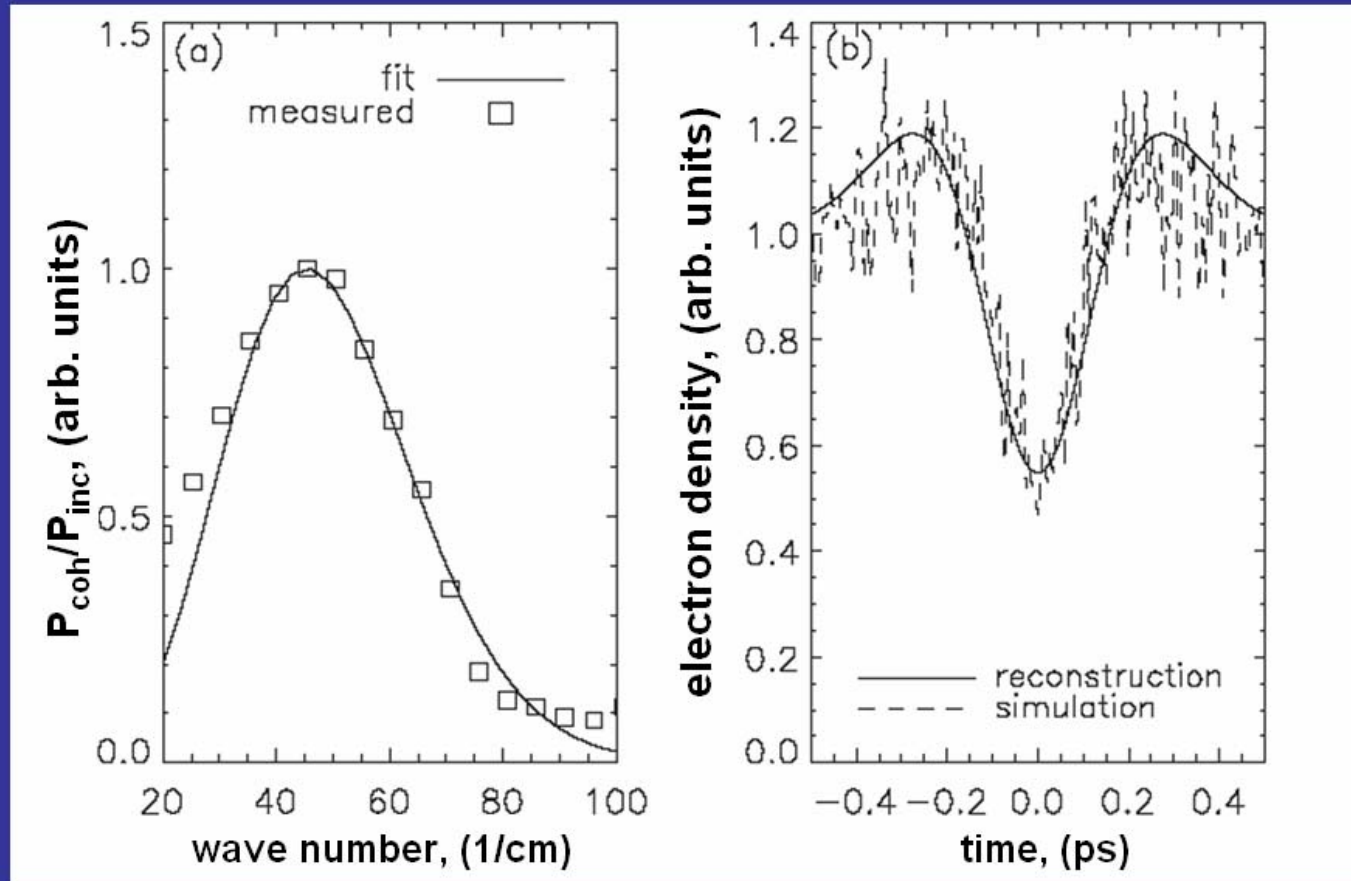 (a)
fit
measured
1.5
1.0
0.5
0.0
20 40 60 80 100
wave number, (1/cm)
Pcoh/Pinc, (arb. units)
(b)
1.4
1.2
1.0
0.8
0.6
0.4
0.2
0.0
reconstruction
simulation
−0.4 −0.2 0.0 0.2 0.4
time, (ps)
electron density, (arb. units)